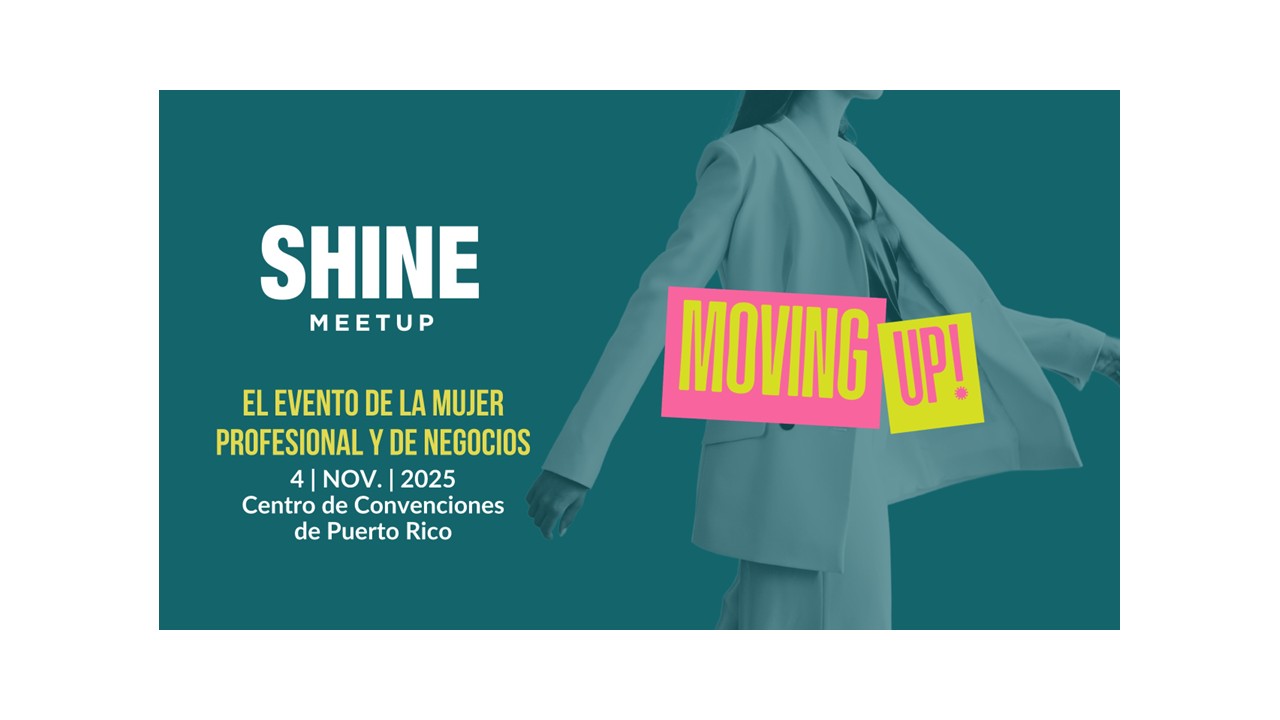 SHINE
MEETUP
EL EVENTO DE LA MUJER
PROFESIONAL Y DE NEGOCIOS
4 | NOV. | 2025
Centro de Convenciones
de Puerto Rico
MOVING
UP!